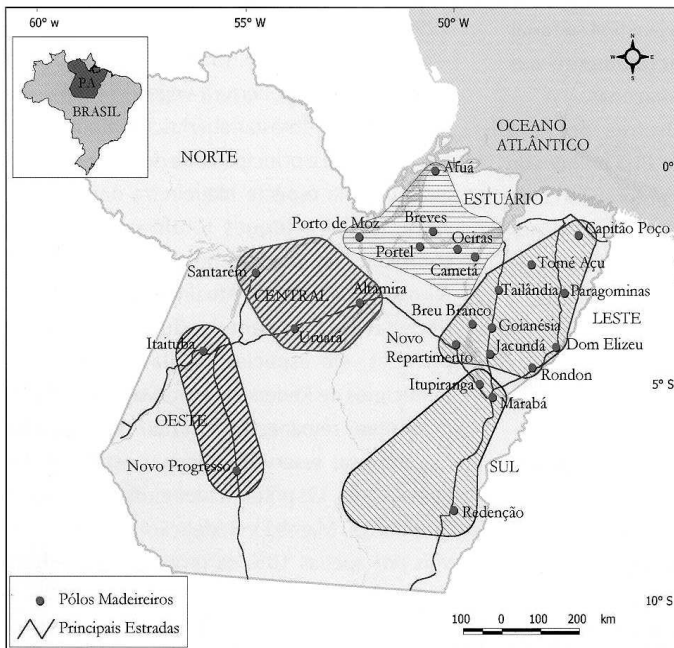 60° W
55° W
50° W
PA
BRASIL
NORTE
OCEANO
ATLÂNTICO
0°
Afuá
ESTUÁRIO
Porto de Moz
Breves
Portel
Oeiras
Cametá
Capitão Poço
Santarém
CENTRAL
Altamira
Uruará
Tomé Açu
Tailândia
Paragominas
Breu Branco
LESTE
Goianésia
Novo
Repartimento
Jacundá
Dom Elizeu
Rondon
Itaituba
Itupiranga
5° S
Marabá
OESTE
Novo Progresso
SUL
Redenção
Pólos Madeireiros
Principais Estradas
10° S
100 0 100 200 km
N
W
E
S